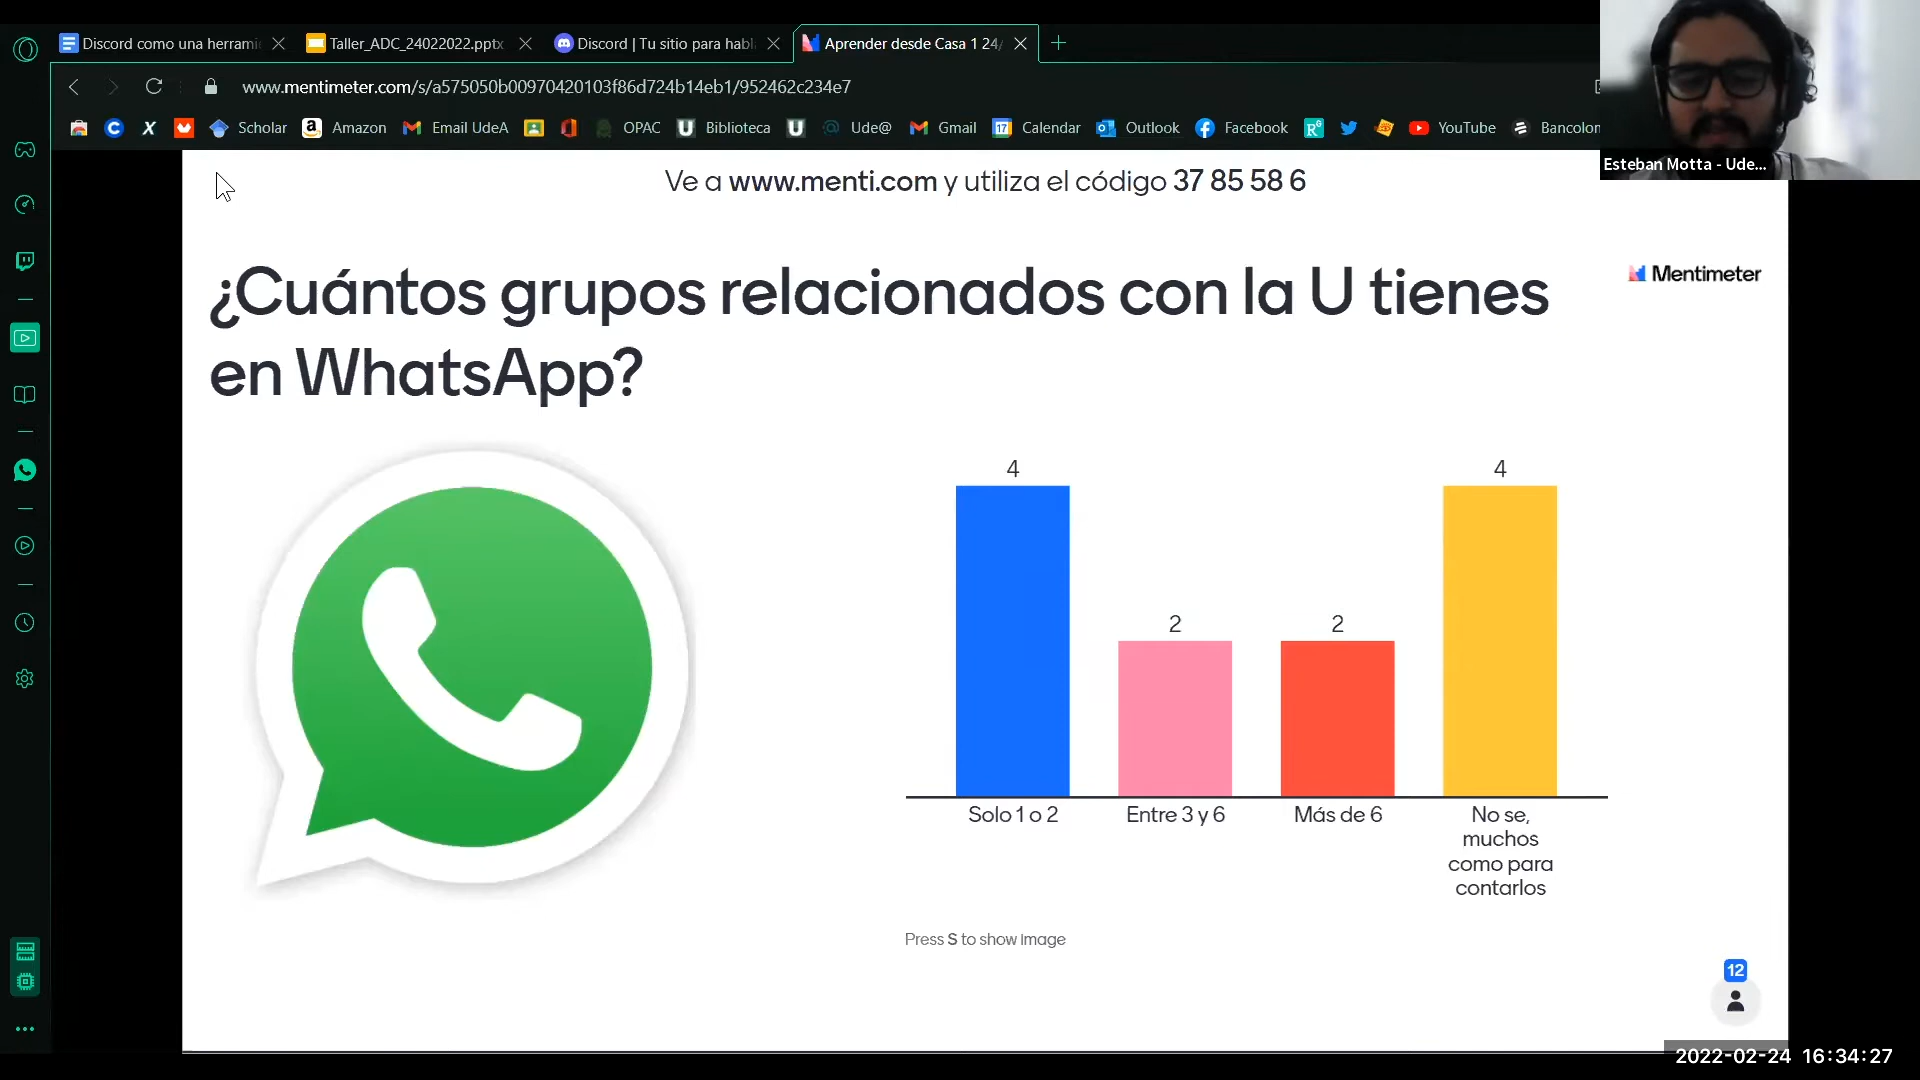 Discord como una herrami
Taller_ADC_24022022.pptx
Discord | Tu sitio para habl
Aprender desde Casa 1 24/
www.mentimeter.com/s/a575050b00970420103f86d724b14eb1/952462c234e7
Scholar
Amazon
Email UdeA
OPAC
Biblioteca
Ude@
Gmail
Calendar
Outlook
Facebook
YouTube
Bancolom
Esteban Motta - Ude...
Ve a www.menti.com y utiliza el código 37 85 58 6
¿Cuántos grupos relacionados con la U tienes
en WhatsApp?
Mentimeter
4
2
2
4
Solo 1 o 2
Entre 3 y 6
Más de 6
No se,
muchos
como para
contarlos
Press S to show image
12
2022-02-24 16:34:27